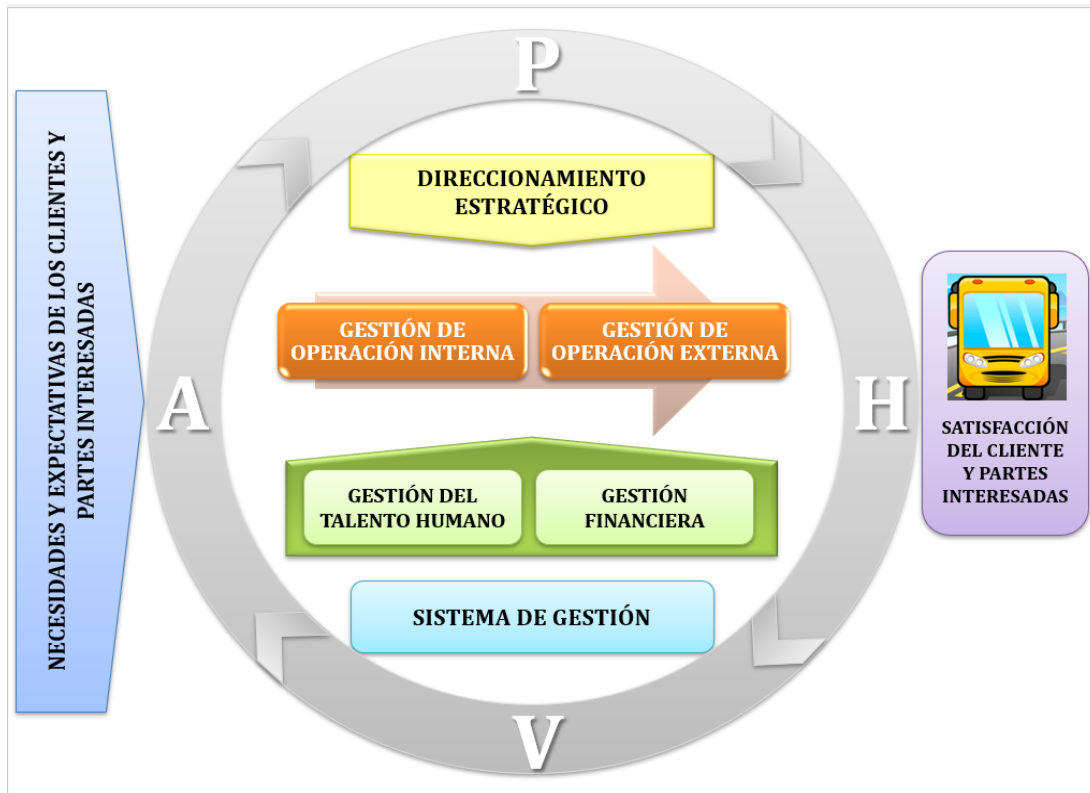 P
NECESIDADES Y EXPECTATIVAS DE LOS CLIENTES Y
PARTES INTERESADAS
DIRECCIONAMIENTO
ESTRATÉGICO
GESTIÓN DE
OPERACIÓN INTERNA
GESTIÓN DE
OPERACIÓN EXTERNA
A
H
SATISFACCIÓN
DEL CLIENTE
Y PARTES
INTERESADAS
GESTIÓN DEL
TALENTO HUMANO
GESTIÓN
FINANCIERA
SISTEMA DE GESTIÓN
V